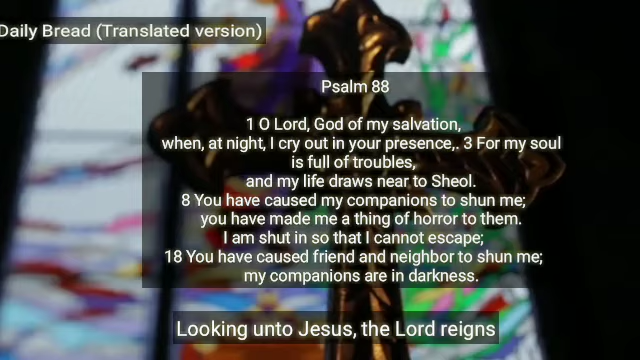 Daily Bread (Translated version)
Psalm 88
1 O Lord, God of my salvation,
when, at night, I cry out in your presence,. 3 For my soul
is full of troubles,
and my life draws near to Sheol.
8 You have caused my companions to shun me;
you have made me a thing of horror to them.
I am shut in so that I cannot escape;
18 You have caused friend and neighbor to shun me;
my companions are in darkness.
Looking unto Jesus, the Lord reigns